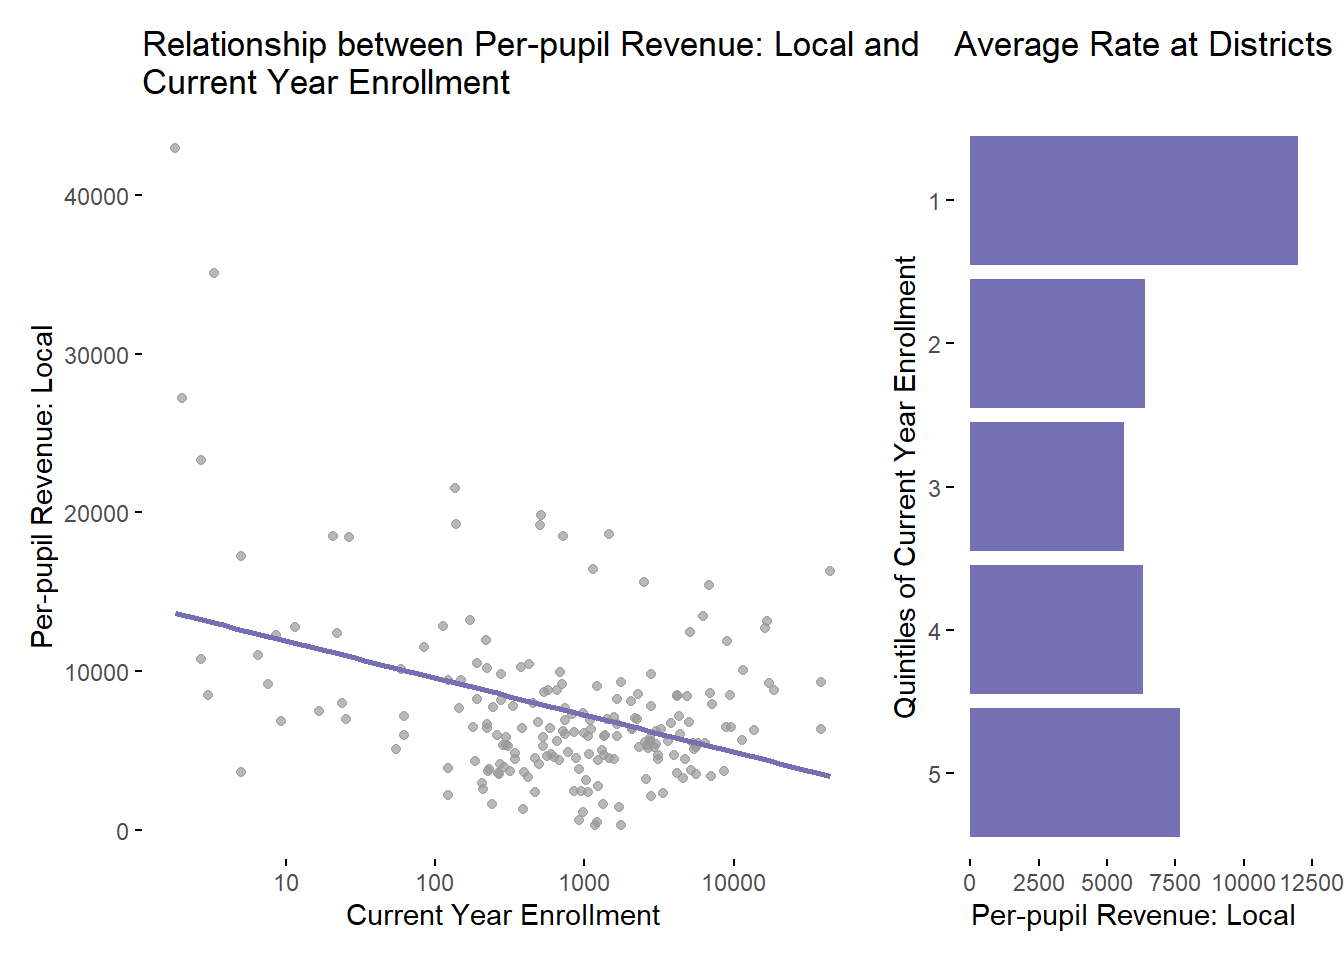 Relationship between Per-pupil Revenue: Local and
Current Year Enrollment
Per-pupil Revenue: Local
40000
30000
20000
10000
0
10
100
1000
10000
Current Year Enrollment
Average Rate at Districts
Quintiles of Current Year Enrollment
1
2
3
4
5
0
2500
5000
7500
10000
12500
Per-pupil Revenue: Local